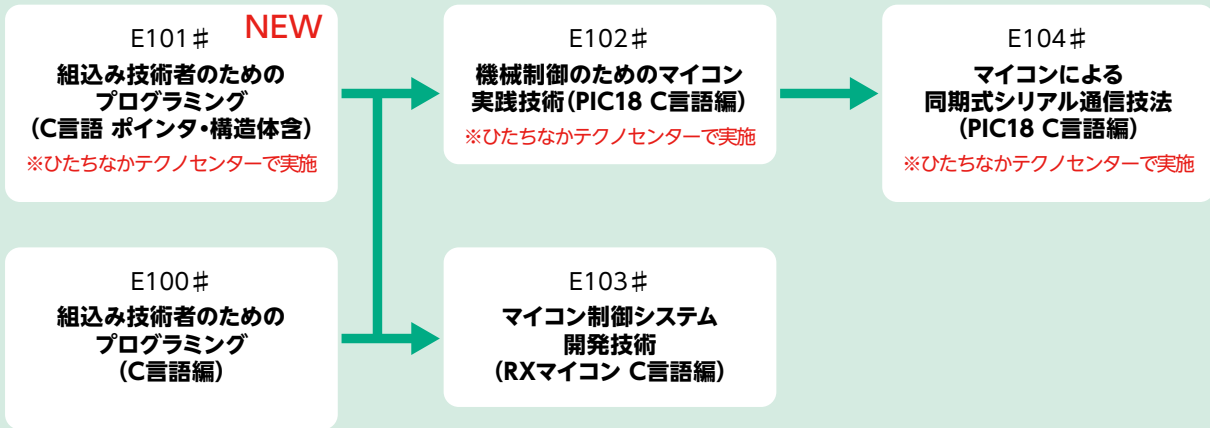 E101♯ NEW
組込み技術者のための
プログラミング
(C言語 ポインタ・構造体含)
※ひたちなかテクノセンターで実施
E102♯
機械制御のためのマイコン
実践技術(PIC18 C言語編)
※ひたちなかテクノセンターで実施
E104♯
マイコンによる
同期式シリアル通信技法
(PIC18 C言語編)
※ひたちなかテクノセンターで実施
E100♯
組込み技術者のための
プログラミング
(C言語編)
E103♯
マイコン制御システム
開発技術
(RXマイコン C言語編)